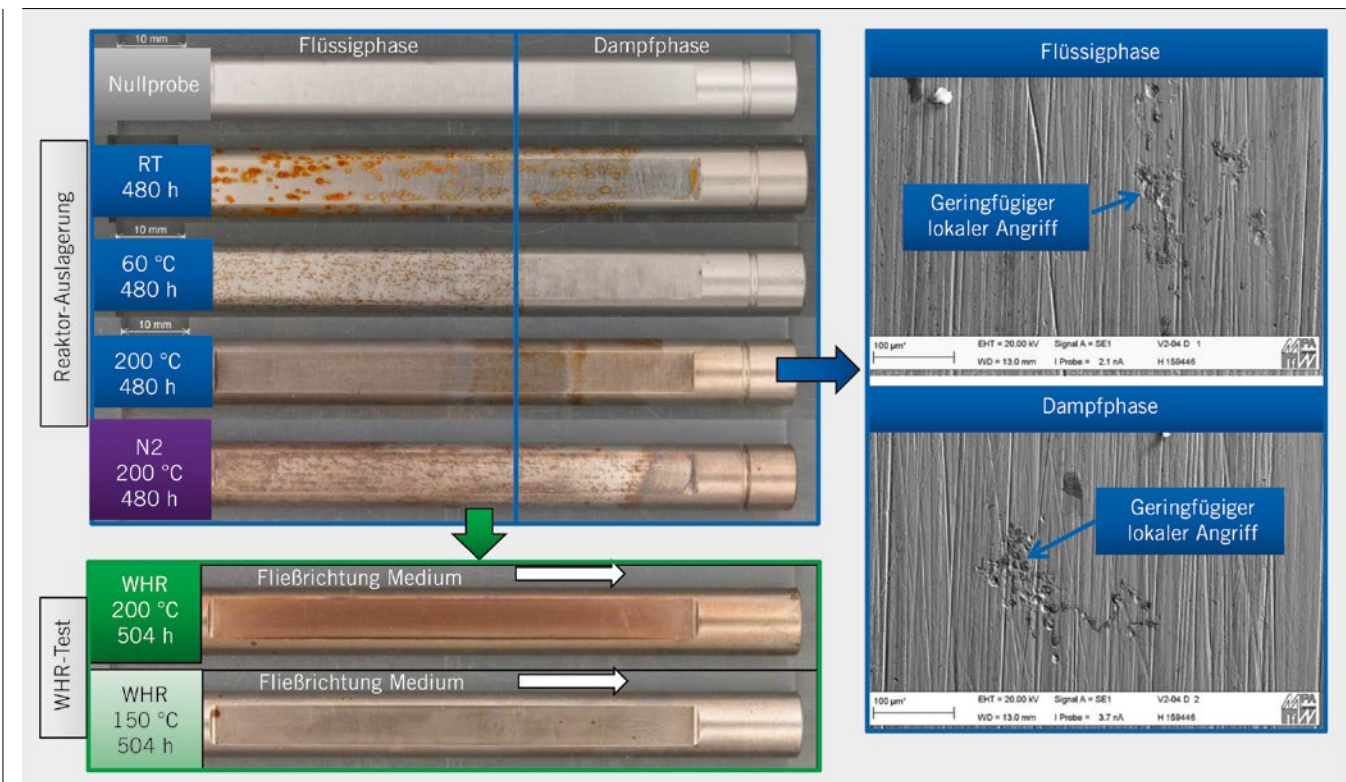 10 mm
Flüssigphase
Dampfphase
Nullprobe
Reaktor-Auslagerung
RT
480 h
10 mm
60 °C
480 h
10 mm
200 °C
480 h
N2
200 °C
480 h
WHR-Test
WHR
200 °C
504 h
Fließrichtung Medium
WHR
150 °C
504 h
Fließrichtung Medium
Flüssigphase
Geringfügiger
lokaler Angriff
100 µm*
EHT = 20.00 kV Signal A = SE1 V2-04 D 1
WD = 13.0 mm I Probe = 2.1 nA H 159446
Dampfphase
Geringfügiger
lokaler Angriff
100 µm*
EHT = 20.00 kV Signal A = SE1 V2-04 D 2
WD = 13.0 mm I Probe = 3.7 nA H 159446